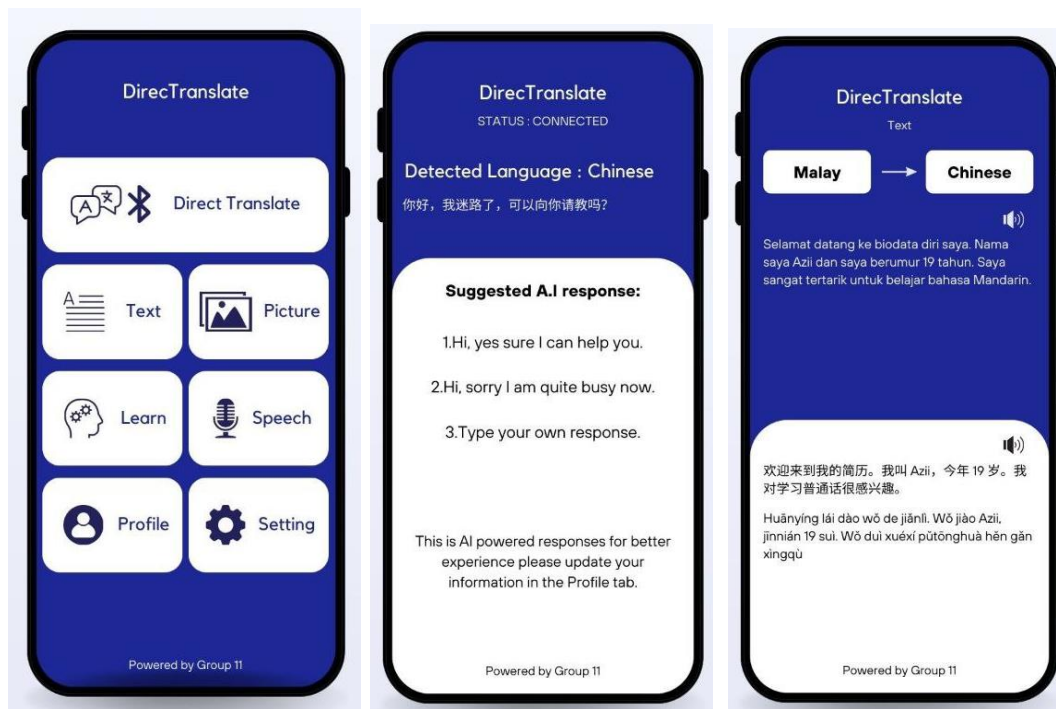 DirecTranslate
Direct Translate
Text
Picture
Learn
Speech
Profile
Setting
Powered by Group 11
DirecTranslate
STATUS : CONNECTED
Detected Language : Chinese
你好，我迷路了，可以向你请教吗？
Suggested A.I response:
1.Hi, yes sure I can help you.
2.Hi, sorry I am quite busy now.
3.Type your own response.
This is AI powered responses for better
experience please update your
information in the Profile tab.
Powered by Group 11
DirecTranslate
Text
Malay
Chinese
Selamat datang ke biodata diri saya. Nama
saya Azii dan saya berumur 19 tahun. Saya
sangat tertarik untuk belajar bahasa Mandarin.
欢迎来到我的简历。我叫 Azii，今年 19 岁。我
对学习普通话很感兴趣。
Huānyíng lái dào wǒ de jiǎnlì. Wǒ jiào Azii,
jīnnián 19 suì. Wǒ duì xuéxí pǔtōnghuà hěn gǎn
xìngqù
Powered by Group 11